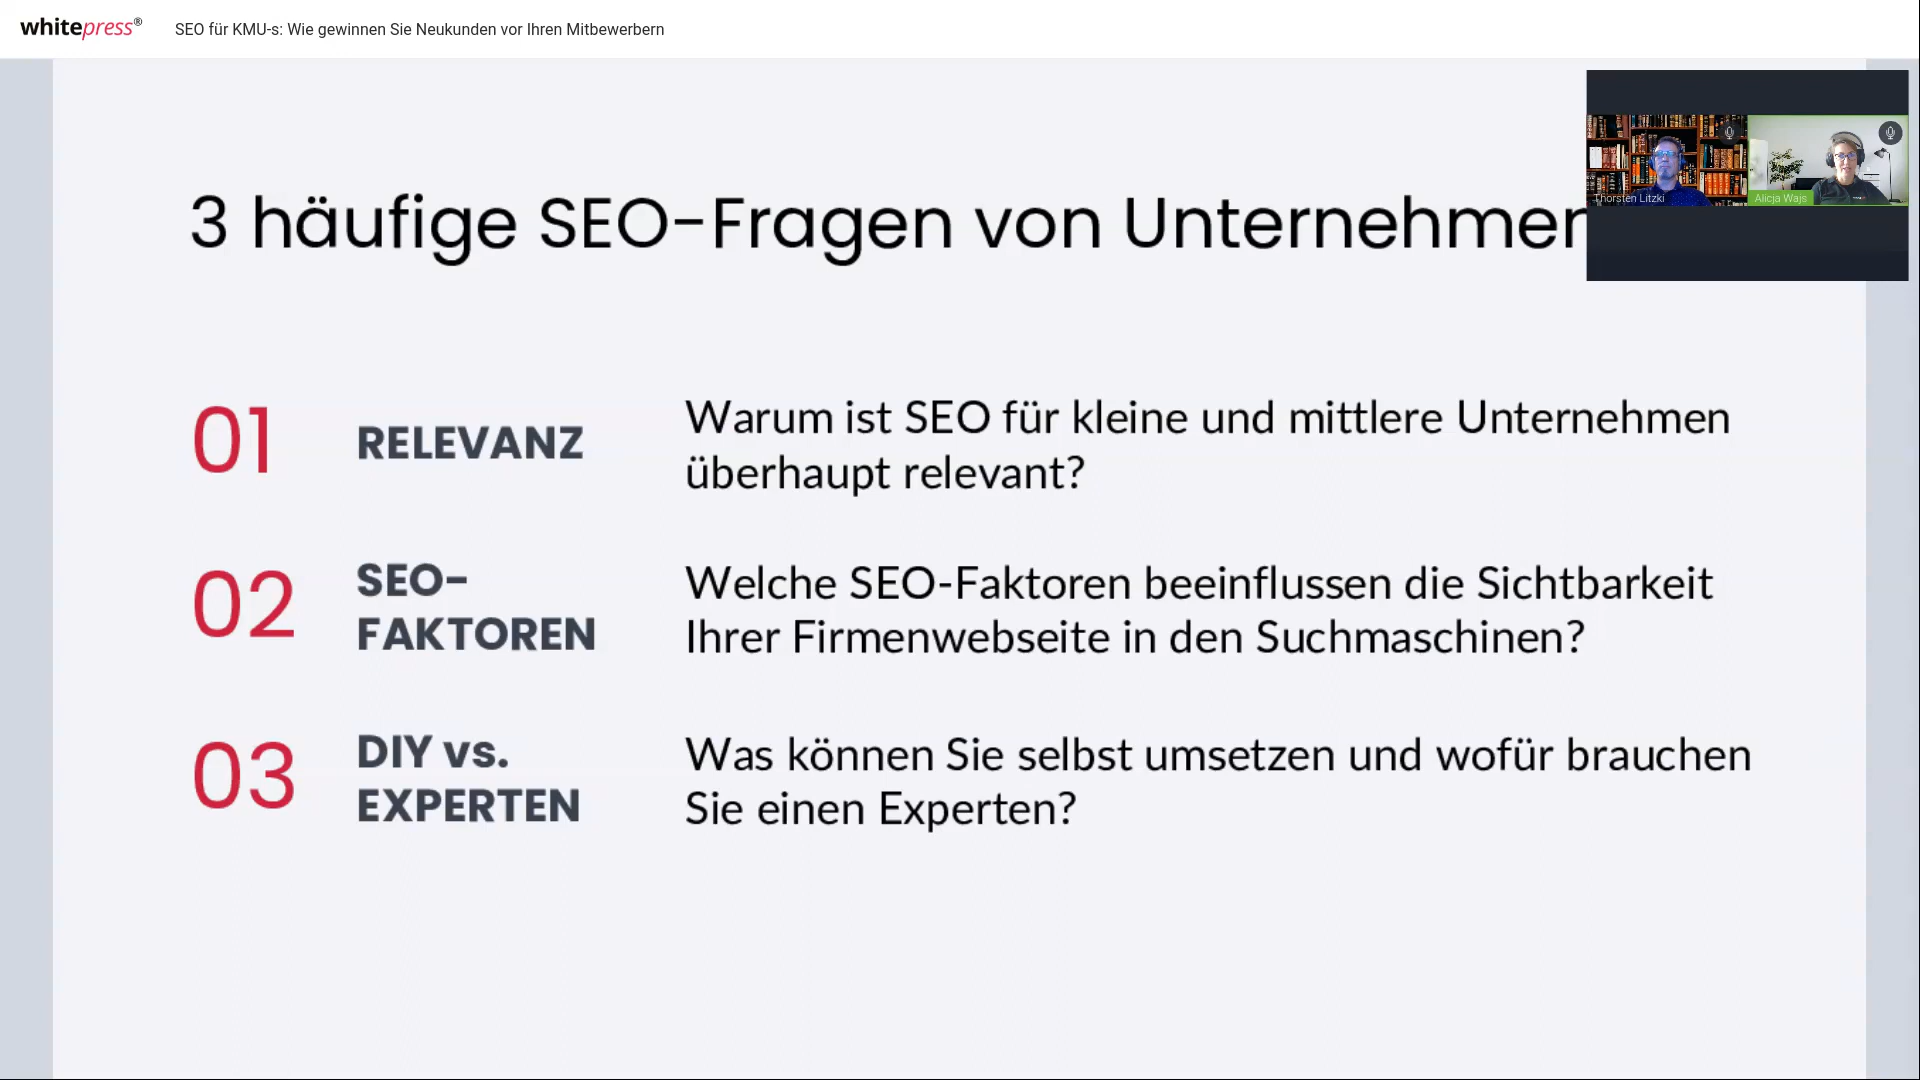 whitepress®
SEO für KMU-s: Wie gewinnen Sie Neukunden vor Ihren Mitbewerbern
Thorsten Litzki
Alicja Wajs
3 häufige SEO-Fragen von Unternehmen
01
RELEVANZ
Warum ist SEO für kleine und mittlere Unternehmen
überhaupt relevant?
02
SEO-
FAKTOREN
Welche SEO-Faktoren beeinflussen die Sichtbarkeit
Ihrer Firmenwebseite in den Suchmaschinen?
03
DIY vs.
EXPERTEN
Was können Sie selbst umsetzen und wofür brauchen
Sie einen Experten?